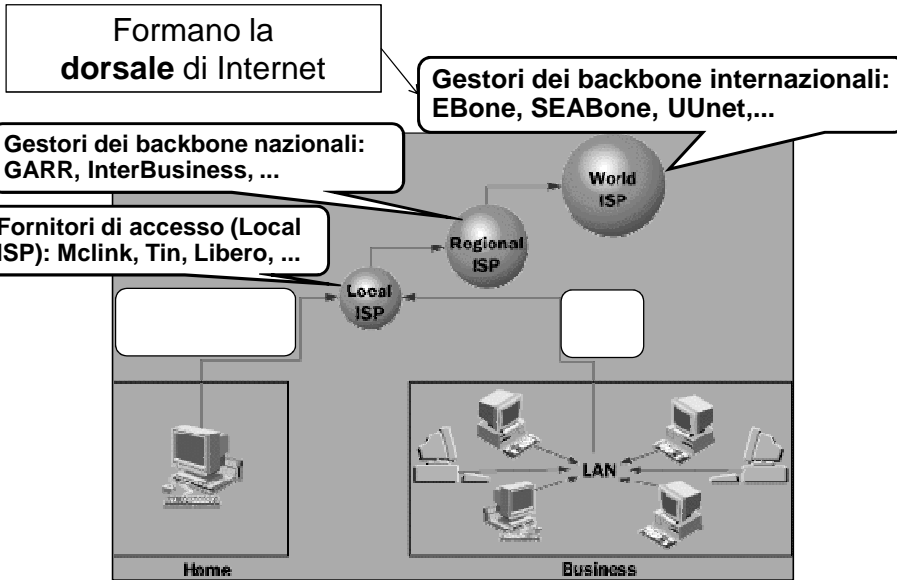 Formano la
dorsale di Internet
Gestori dei backbone internazionali:
EBone, SEABone, UUnet,...
Gestori dei backbone nazionali:
GARR, InterBusiness, ...
World
ISP
Fornitori di accesso (Local
ISP): Mclink, Tin, Libero, ...
Regional
ISP
Local
ISP
LAN
Home
Business